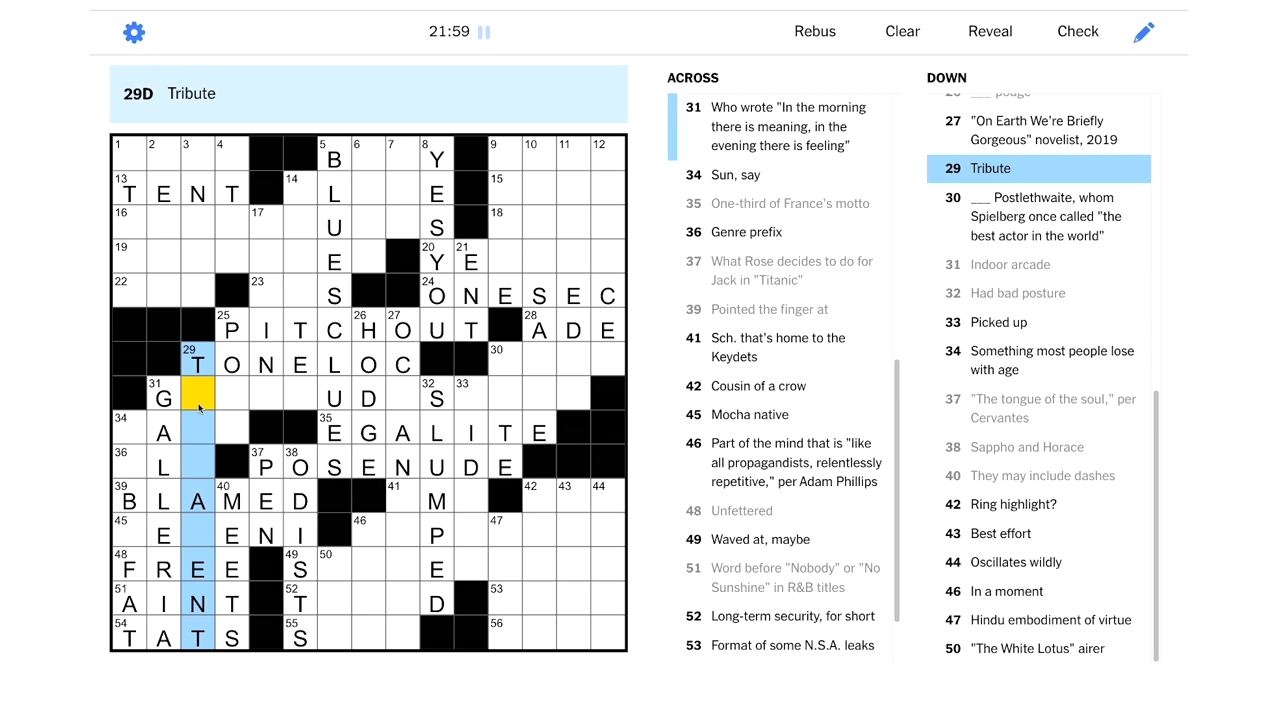 21:59
Rebus
Clear
Reveal
Check
29D Tribute
1 2 3 4 5 6 7 8 9 10 11 12
B Y
13 14 15
T E N T L E
16 17 18
U S
19 20 21
E Y E
22 23 24
S O N E S E C
25 26 27 28
P I T C H O U T A D E
29 30
T O N E L O C
31 32 33
G U D S
34 35
A E G A L I T E
36 37 38
L P O S E N U D E
39 40 41 42 43 44
B L A M E D M
45 46 47
E E N I P
48 49 50
F R E E S E
51 52 53
A I N T T D
54 55 56
T A T S S
ACROSS
31 Who wrote "In the morning
there is meaning, in the
evening there is feeling”
34 Sun, say
35 One-third of France's motto
36 Genre prefix
37 What Rose decides to do for
Jack in "Titanic"
39 Pointed the finger at
41 Sch. that's home to the
Keydets
42 Cousin of a crow
45 Mocha native
46 Part of the mind that is "like
all propagandists, relentlessly
repetitive," per Adam Phillips
48 Unfettered
49 Waved at, maybe
51 Word before "Nobody" or "No
Sunshine" in R&B titles
52 Long-term security, for short
53 Format of some N.S.A. leaks
DOWN
27 "On Earth We're Briefly
Gorgeous" novelist, 2019
29 Tribute
30 ___ Postlethwaite, whom
Spielberg once called "the
best actor in the world"
31 Indoor arcade
32 Had bad posture
33 Picked up
34 Something most people lose
with age
37 "The tongue of the soul," per
Cervantes
38 Sappho and Horace
40 They may include dashes
42 Ring highlight?
43 Best effort
44 Oscillates wildly
46 In a moment
47 Hindu embodiment of virtue
50 "The White Lotus" airer